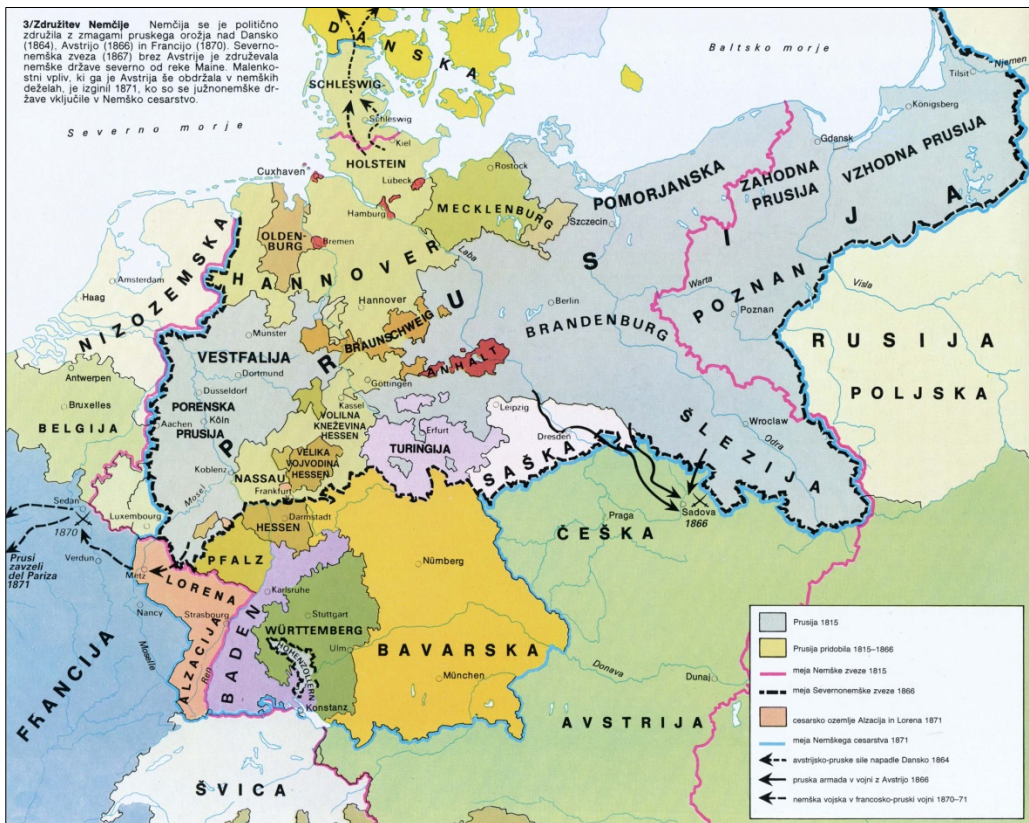 3/Združitev Nemčije Nemčija se je politično
združila z zmagami pruskega orožja nad Dansko
(1864), Avstrijo (1866) in Francijo (1870). Severno-
nemška zveza (1867) brez Avstrije je združevala
nemške države severno od reke Maine. Malenko-
stni vpliv, ki ga je Avstrija še obdržala v nemških
deželah, je izginil 1871, ko so se južnonemške dr-
žave vključile v Nemško cesarstvo.
DANSKA
Baltsko morje
Severno morje
SCHLESWIG-
Schleswig
Kiel
HOLSTEIN
Tilsit
Njemen
Königsberg
Gdansk
VZHODNA PRUSIJA
ZAHODNA
PRUSIJA
POMORJANSKA
Rostock
Cuxhaven
Lubeck
Hamburg
MECKLENBURG
Szczecin
OLDEN-
BURG
Bremen
Laba
NIZOZEMSKA
Amsterdam
Haag
HANNOVER
Hannover
PRUSIJA
Berlin
BRANDENBURG
Warta
POZNAN
Poznan
Visla
RUSIJA
POLJSKA
Münster
VESTFALIJA
Dortmund
BRAUNSCHWEIG
ANHALT
Göttingen
Antwerpen
Bruxelles
BELGIJA
Dusseldorf
PORENSKA
Köln
PRUSIJA
Aachen
Kassel
VOLILNA
KNEŽEVINA
HESSEN
Leipzig
Wroclaw
Odra
ŠLEZIJA
Erfurt
TURINGIJA
Dresden
SAŠKA
VELIKA
VOJVODINA
HESSEN
Koblenz
NASSAU
Frankfurt
Mosel
Sedan
1870
Luxembourg
Darmstadt
HESSEN
Praga
Sadova
1866
ČEŠKA
Prusi
zavzeli
del Pariza
1871
Verdun
Metz
LORENA
PFALZ
Nürnberg
Karlsruhe
Nancy
Strasbourg
Stuttgart
WÜRTTEMBERG
Moselle
ALZACIJA
Ren
BADEN
HOHENZOLLERN
Ulm
BAVARSKA
München
Konstanz
FRANCIJA
ŠVICA
Donava
Dunaj
AVSTRIJA
Prusija 1815
Prusija pridobila 1815–1866
meja Nemške zveze 1815
meja Severnonemške zveze 1866
cesarsko ozemlje Alzacija in Lorena 1871
meja Nemškega cesarstva 1871
avstrijsko-pruske sile napadle Dansko 1864
pruska armada v vojni z Avstrijo 1866
nemška vojska v francosko-pruski vojni 1870–71